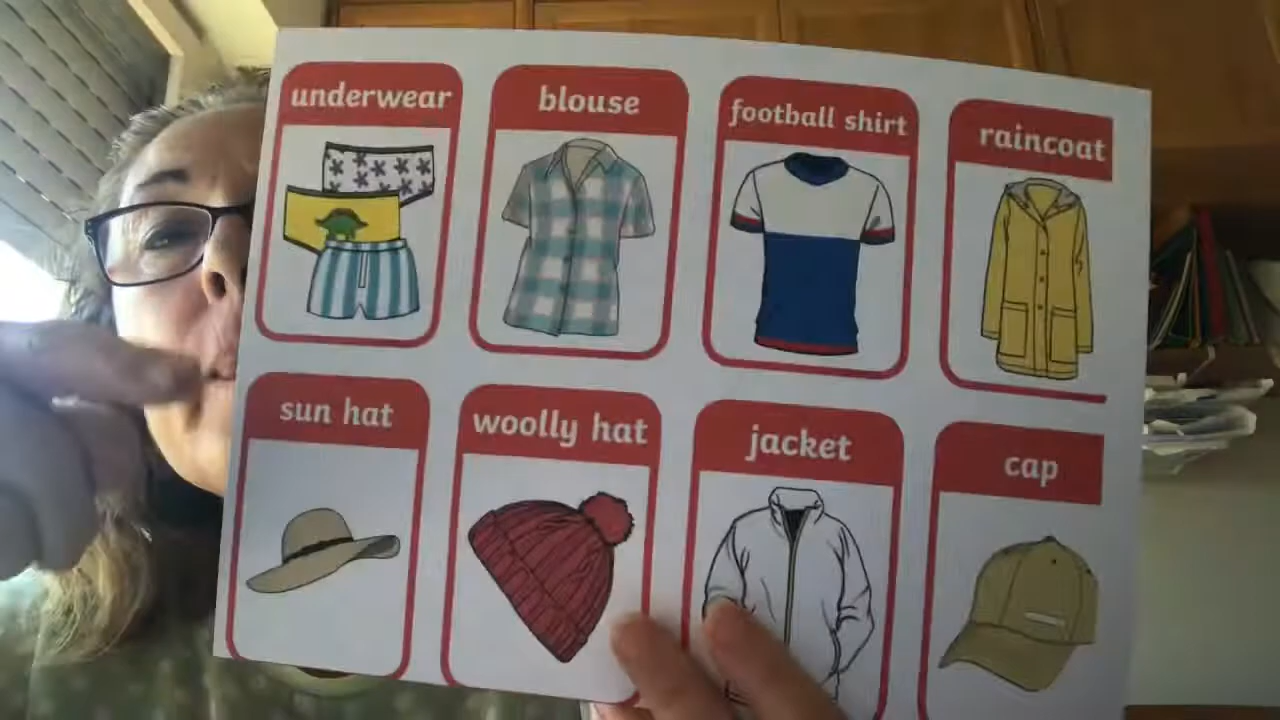 underwear
blouse
football shirt
raincoat
sun hat
woolly hat
jacket
cap